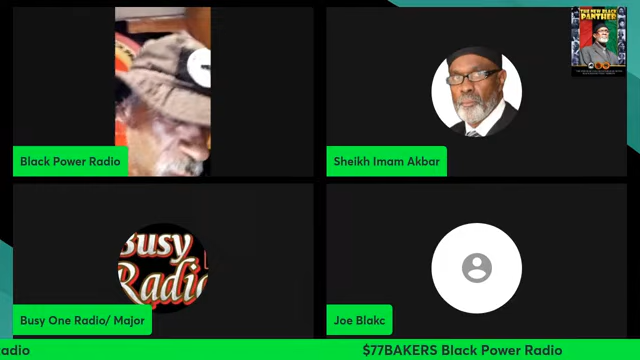 THE NEW BLACK
PANTHER
Black Power Radio
Sheikh Imam Akbar
Busy
Radio
Busy One Radio/ Major
Joe Blakc
adio
$77BAKERS Black Power Radio